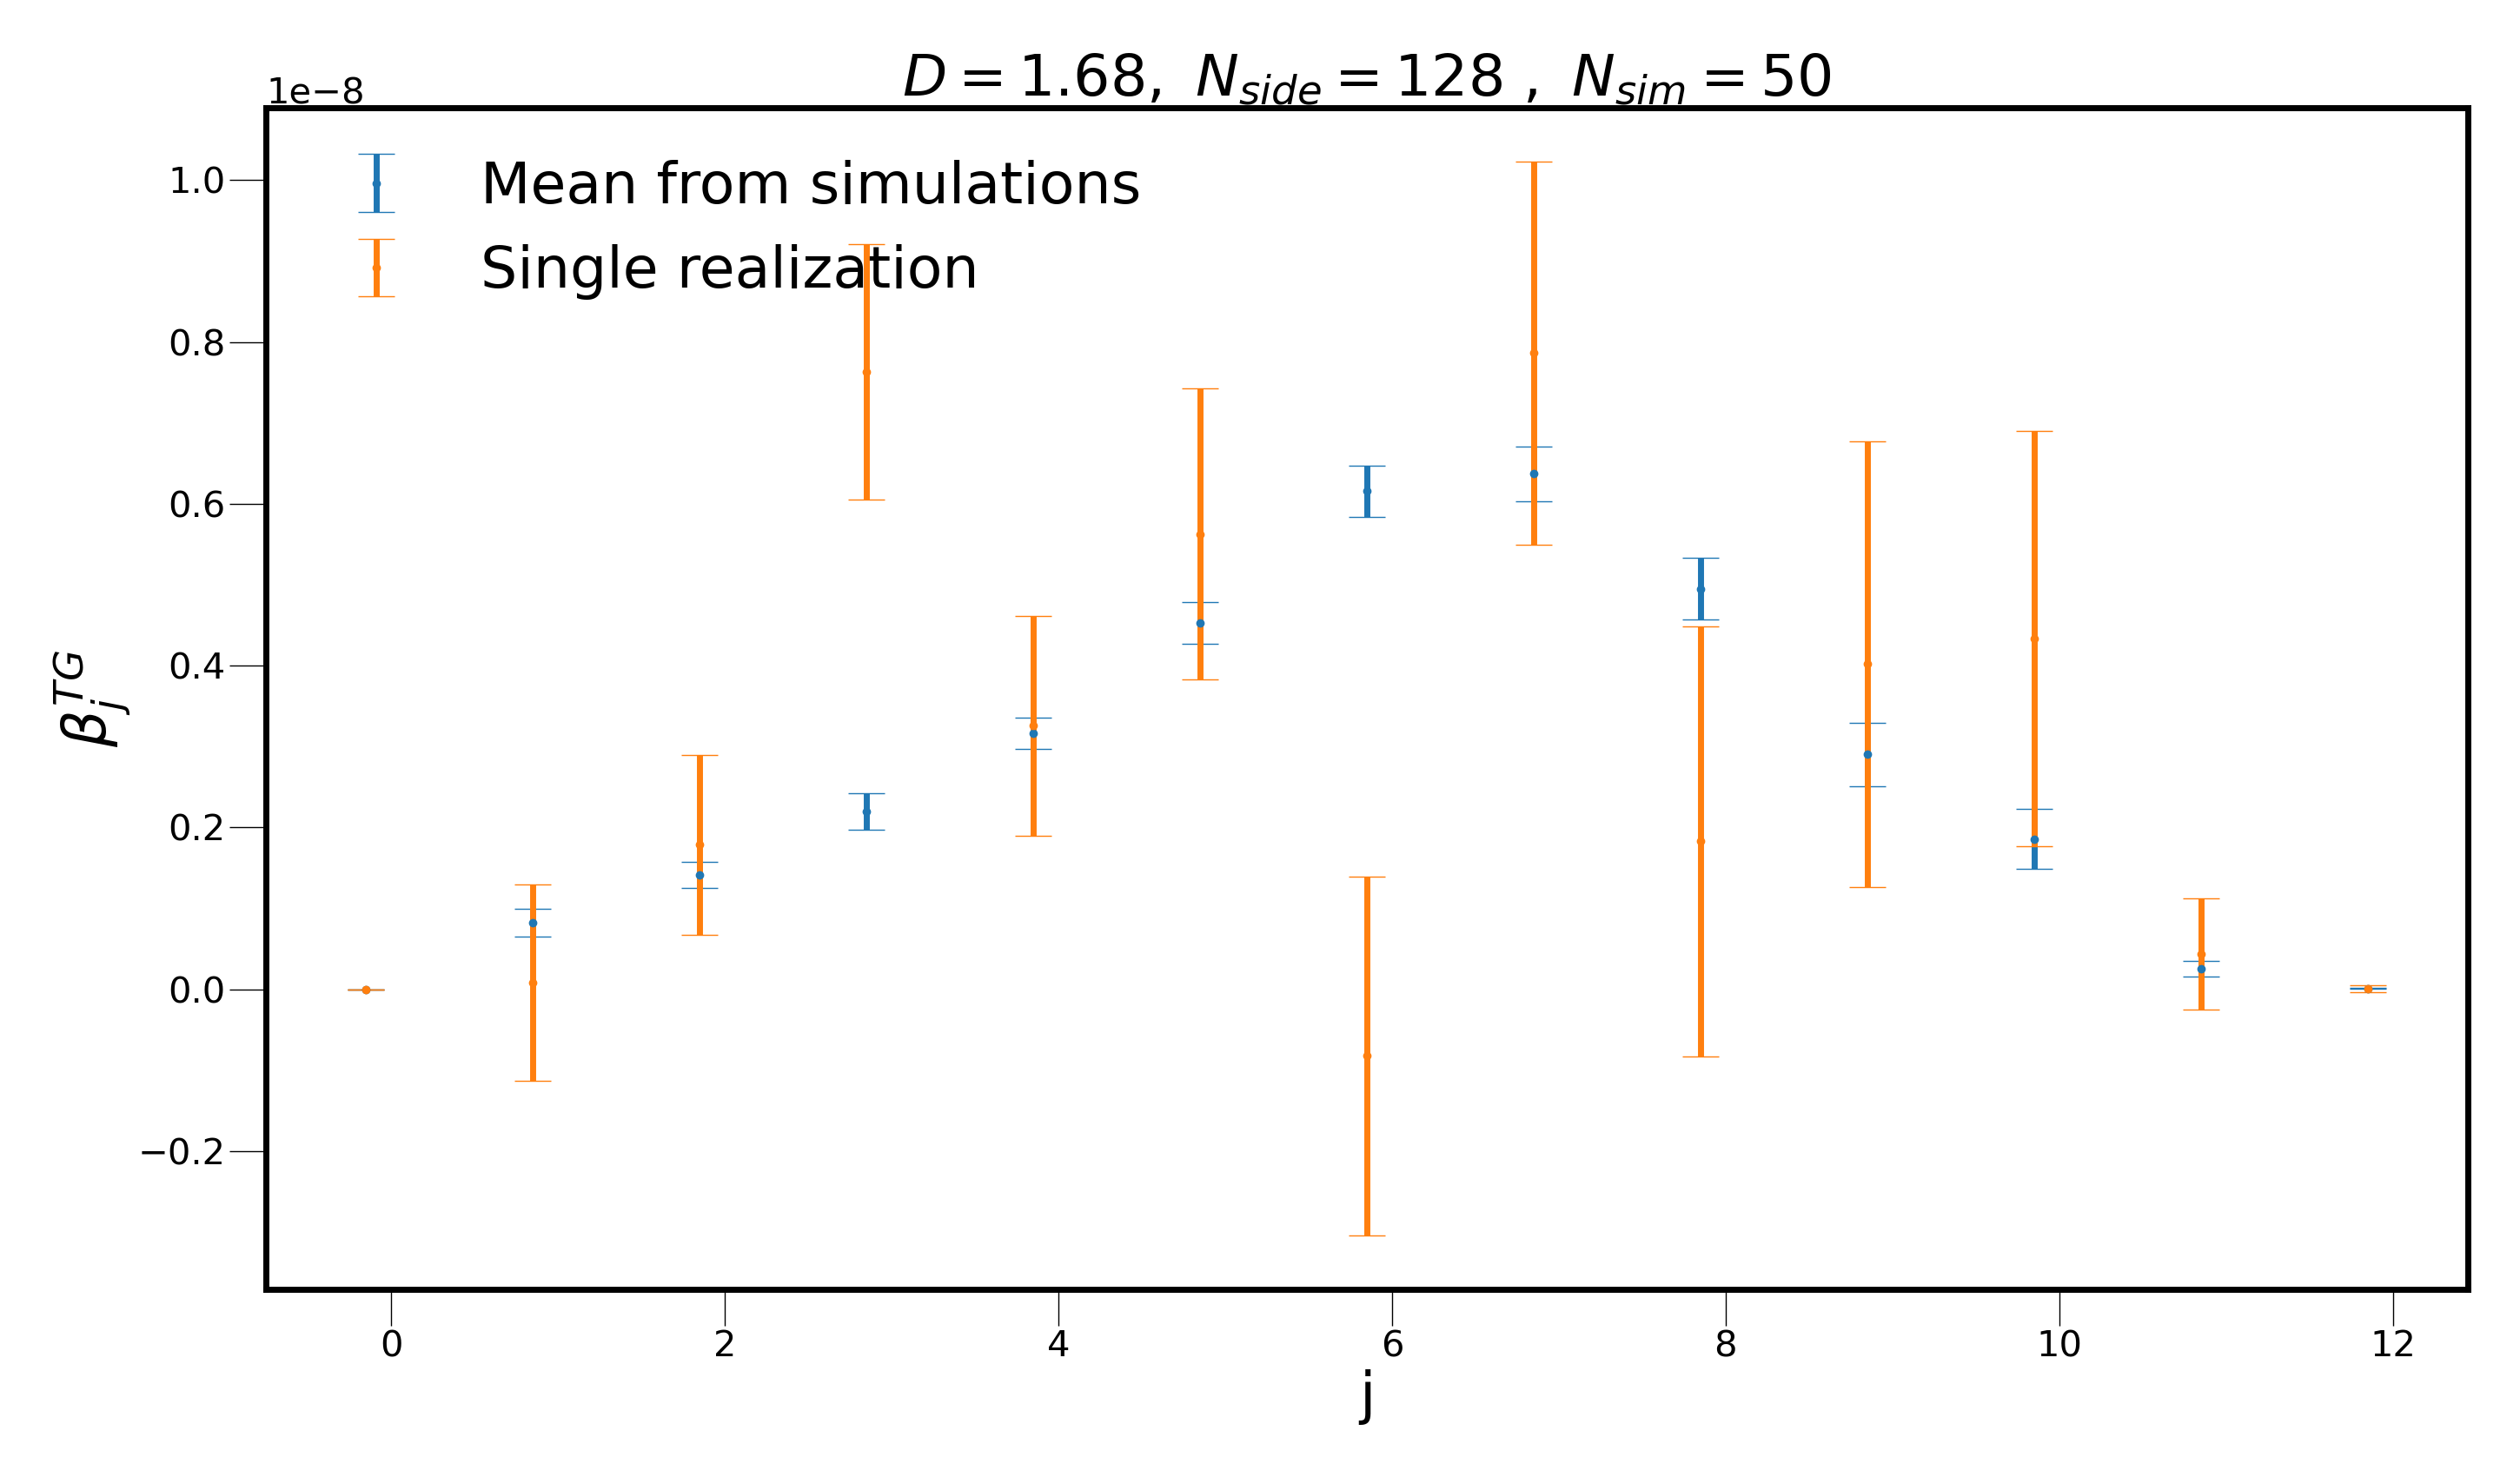 D = 1.68, N_side = 128 , N_sim = 50
1e−8
Mean from simulations
Single realization
1.0
0.8
0.6
0.4
0.2
0.0
−0.2
β_j^TG
0 2 4 6 8 10 12
j